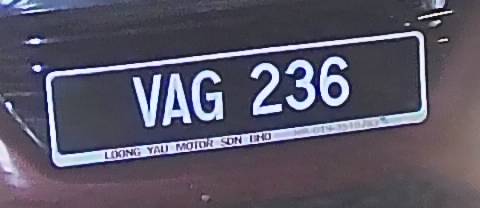 VAG 236
LOONG YAU MOTOR SDN BHD